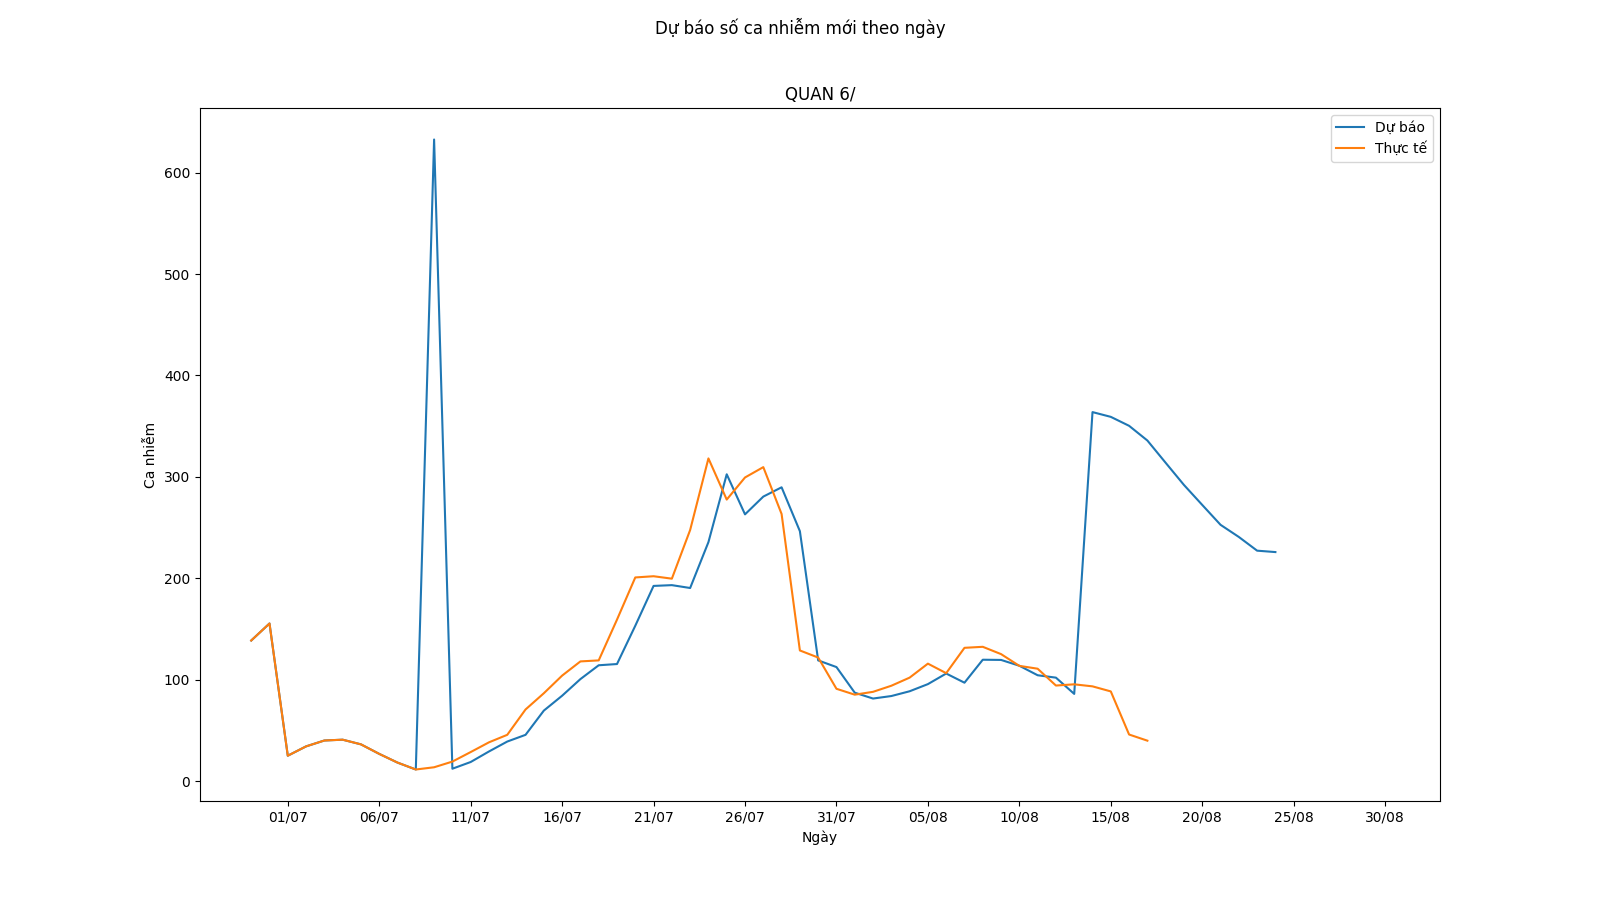 Dự báo số ca nhiễm mới theo ngày
QUAN 6/
Dự báo
Thực tế
600
500
400
300
200
100
0
Ca nhiễm
01/07 06/07 11/07 16/07 21/07 26/07 31/07 05/08 10/08 15/08 20/08 25/08 30/08
Ngày